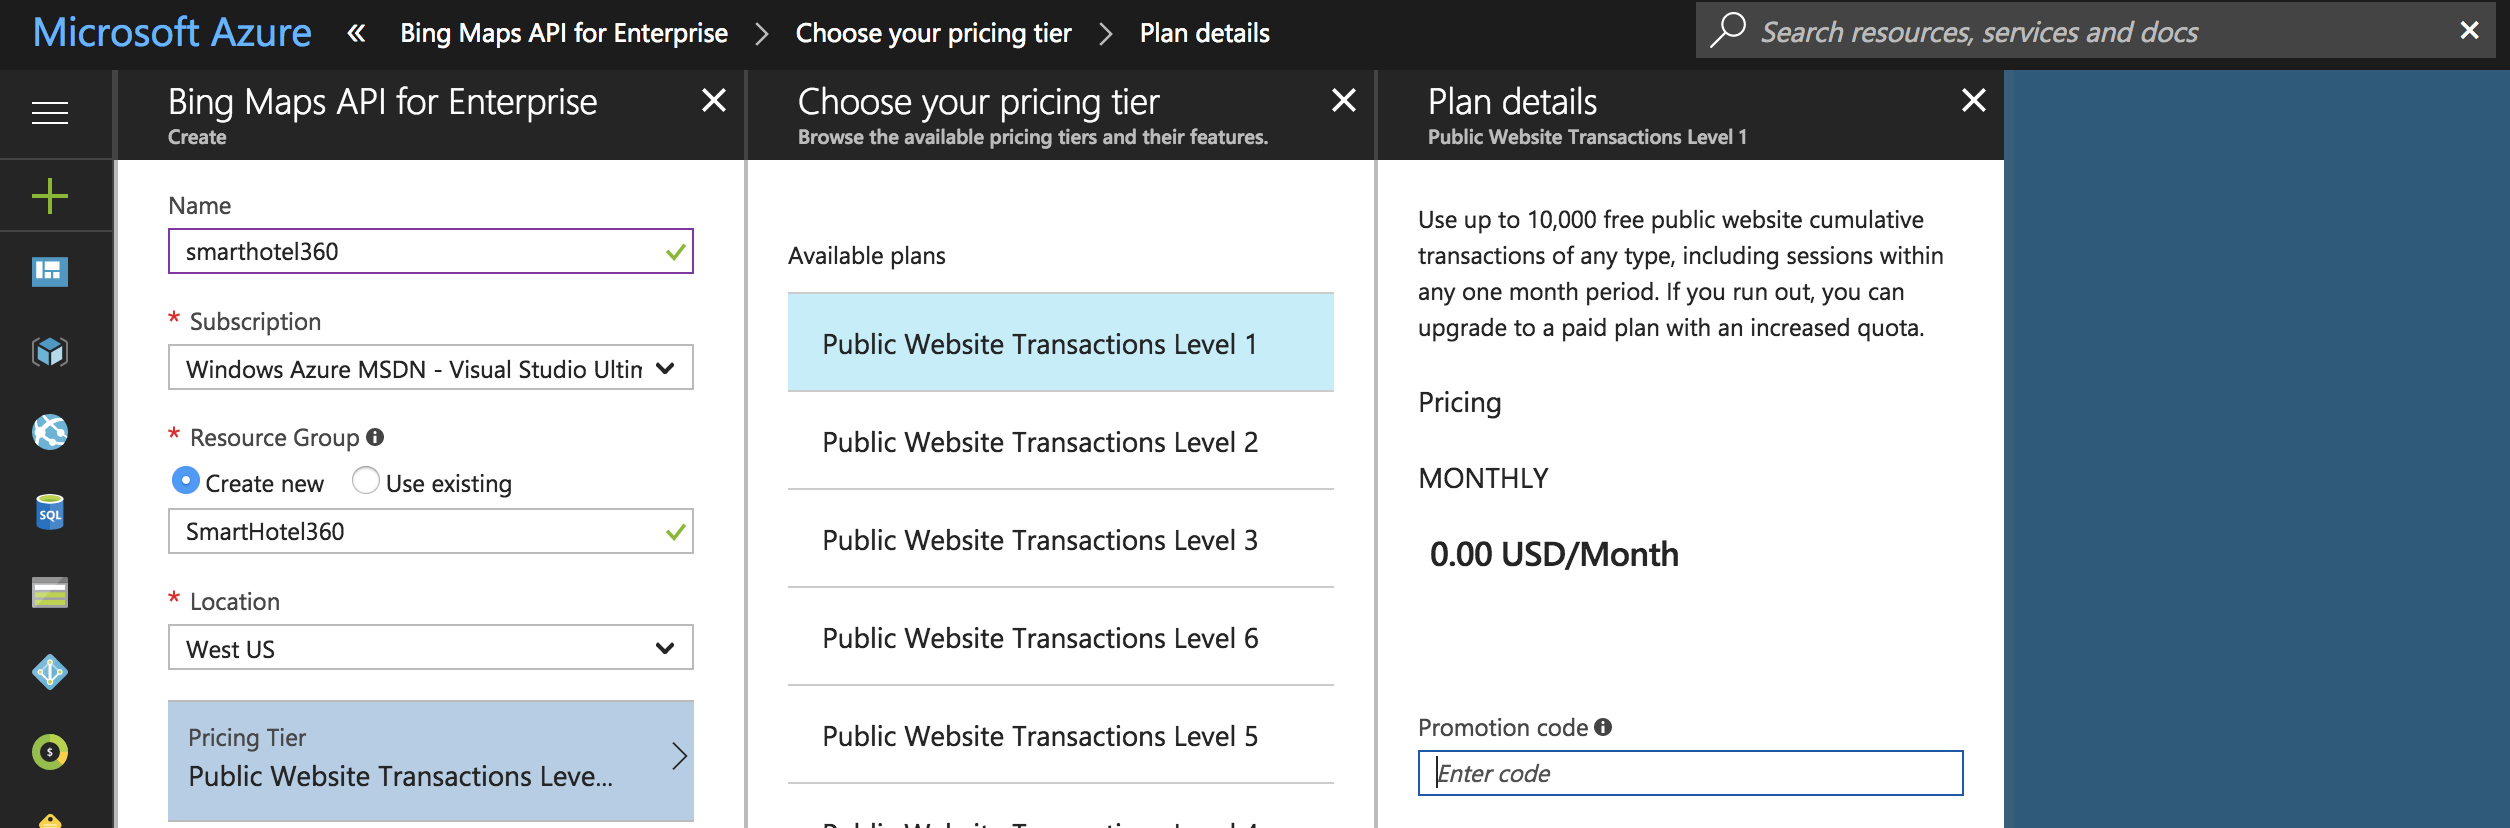 Microsoft Azure « Bing Maps API for Enterprise > Choose your pricing tier > Plan details
Search resources, services and docs
Bing Maps API for Enterprise
Create
Name
smarthotel360
* Subscription
Windows Azure MSDN - Visual Studio Ultim
* Resource Group
Create new Use existing
SmartHotel360
* Location
West US
Pricing Tier
Public Website Transactions Leve...
SQL
$
Choose your pricing tier
Browse the available pricing tiers and their features.
Available plans
Public Website Transactions Level 1
Public Website Transactions Level 2
Public Website Transactions Level 3
Public Website Transactions Level 6
Public Website Transactions Level 5
Public Website Transactions Level 4
Plan details
Public Website Transactions Level 1
Use up to 10,000 free public website cumulative
transactions of any type, including sessions within
any one month period. If you run out, you can
upgrade to a paid plan with an increased quota.
Pricing
MONTHLY
0.00 USD/Month
Promotion code
Enter code